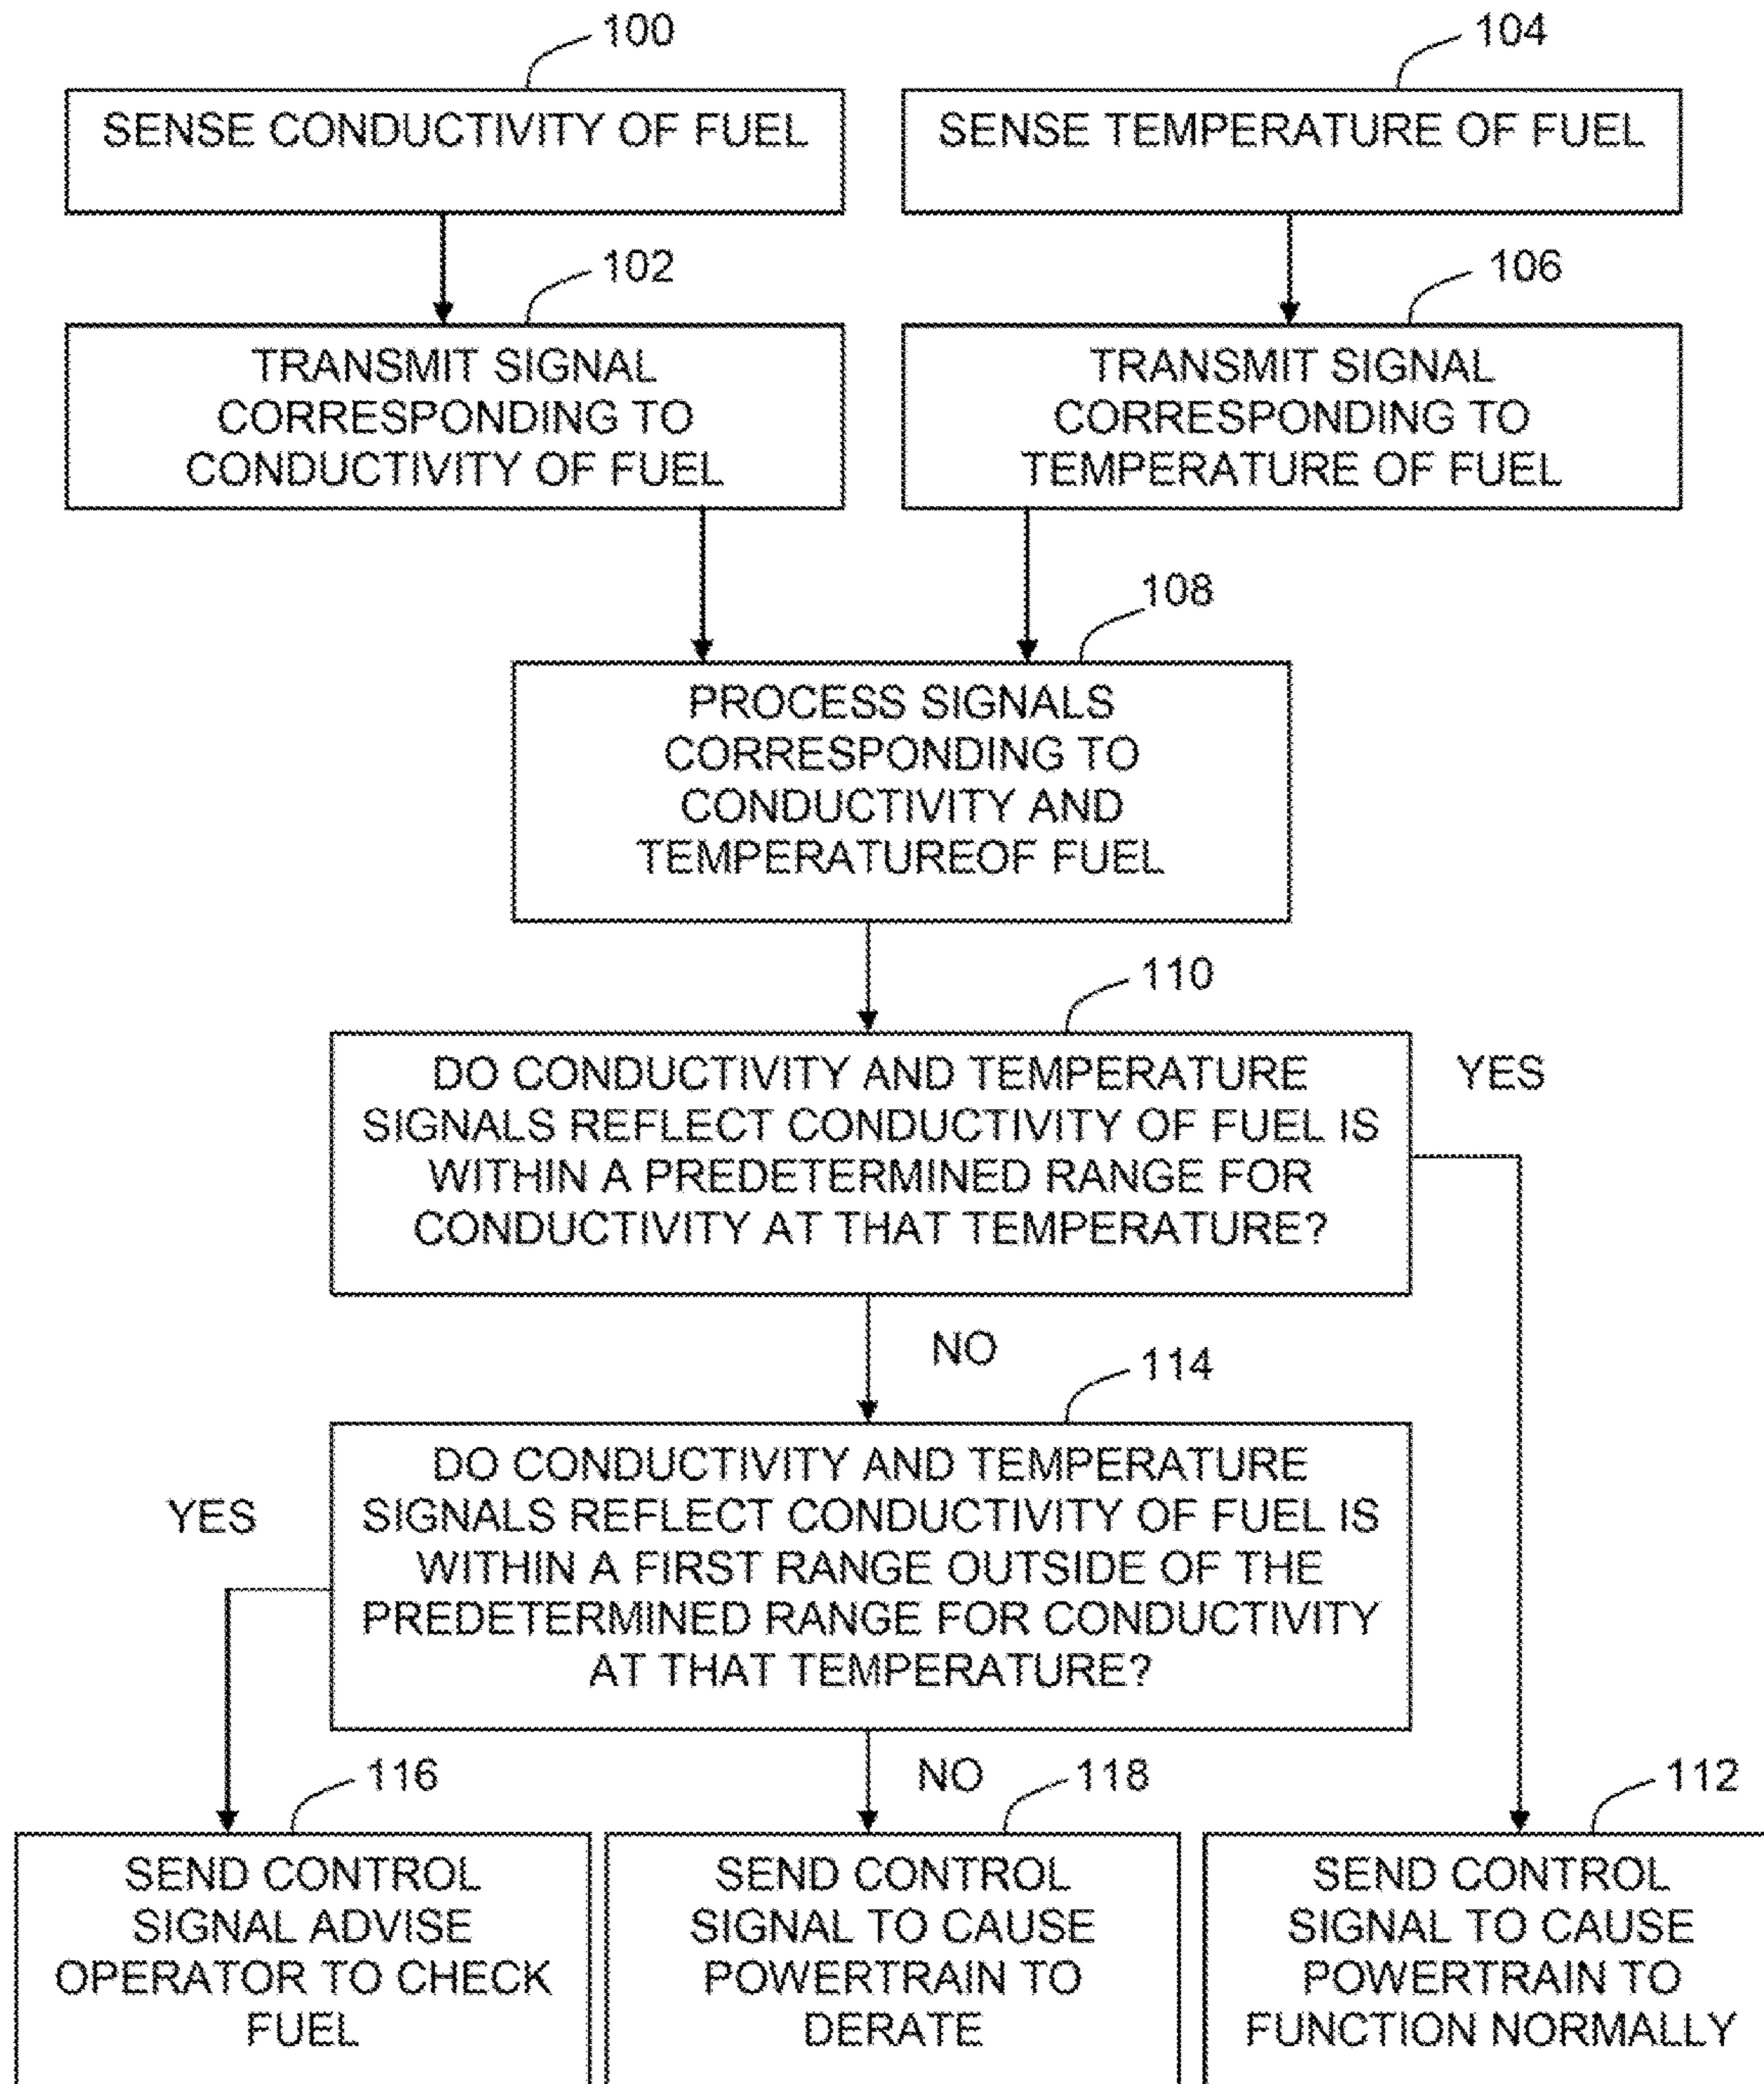 100
SENSE CONDUCTIVITY OF FUEL
104
SENSE TEMPERATURE OF FUEL
102
TRANSMIT SIGNAL
CORRESPONDING TO
CONDUCTIVITY OF FUEL
106
TRANSMIT SIGNAL
CORRESPONDING TO
TEMPERATURE OF FUEL
108
PROCESS SIGNALS
CORRESPONDING TO
CONDUCTIVITY AND
TEMPERATUREOF FUEL
110
DO CONDUCTIVITY AND TEMPERATURE
SIGNALS REFLECT CONDUCTIVITY OF FUEL IS
WITHIN A PREDETERMINED RANGE FOR
CONDUCTIVITY AT THAT TEMPERATURE?
YES
NO
114
DO CONDUCTIVITY AND TEMPERATURE
SIGNALS REFLECT CONDUCTIVITY OF FUEL IS
WITHIN A FIRST RANGE OUTSIDE OF THE
PREDETERMINED RANGE FOR CONDUCTIVITY
AT THAT TEMPERATURE?
YES
NO
116
SEND CONTROL
SIGNAL ADVISE
OPERATOR TO CHECK
FUEL
118
SEND CONTROL
SIGNAL TO CAUSE
POWERTRAIN TO
DERATE
112
SEND CONTROL
SIGNAL TO CAUSE
POWERTRAIN TO
FUNCTION NORMALLY